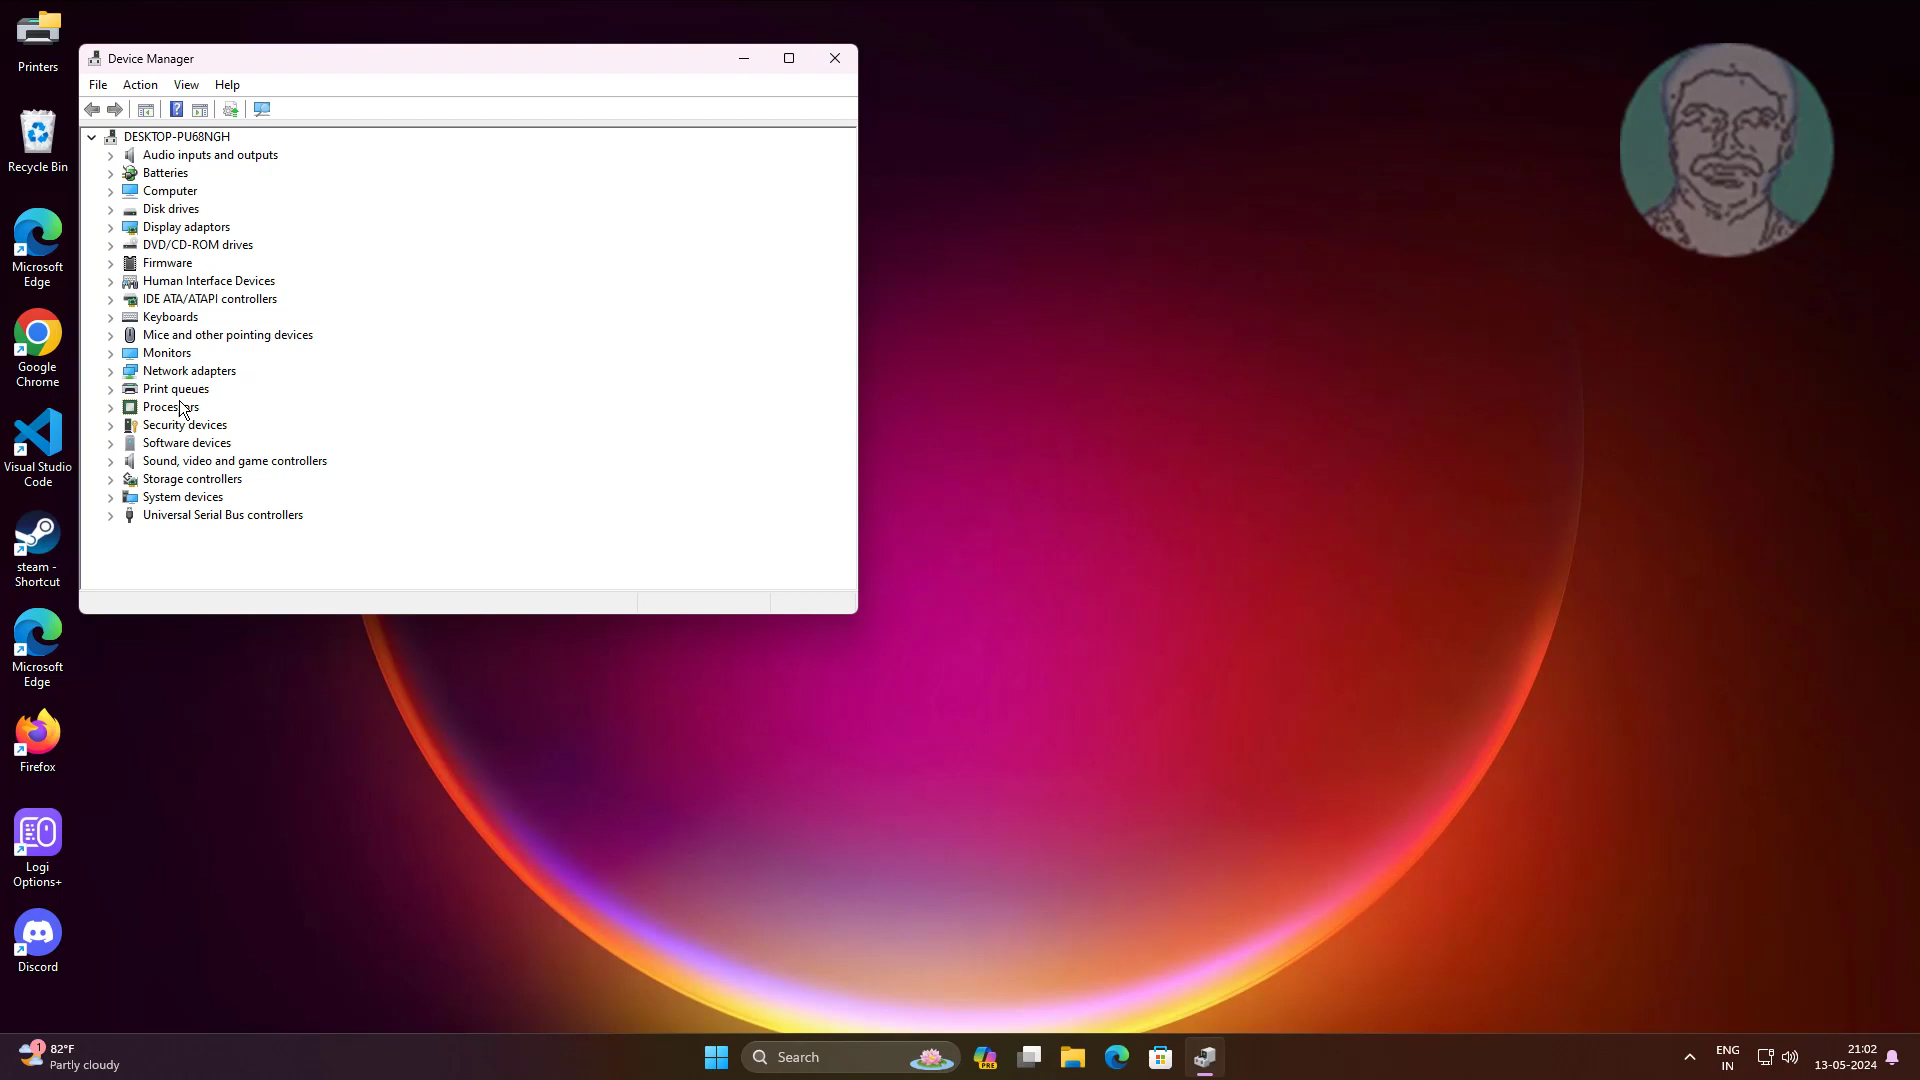 Printers
Recycle Bin
Microsoft
Edge
Google
Chrome
Visual Studio
Code
steam -
Shortcut
Microsoft
Edge
Firefox
Logi
Options+
Discord
Device Manager
File Action View Help
DESKTOP-PU68NGH
Audio inputs and outputs
Batteries
Computer
Disk drives
Display adaptors
DVD/CD-ROM drives
Firmware
Human Interface Devices
IDE ATA/ATAPI controllers
Keyboards
Mice and other pointing devices
Monitors
Network adapters
Print queues
Processors
Security devices
Software devices
Sound, video and game controllers
Storage controllers
System devices
Universal Serial Bus controllers
1
82°F
Partly cloudy
Search
PRE
ENG
IN
21:02
13-05-2024